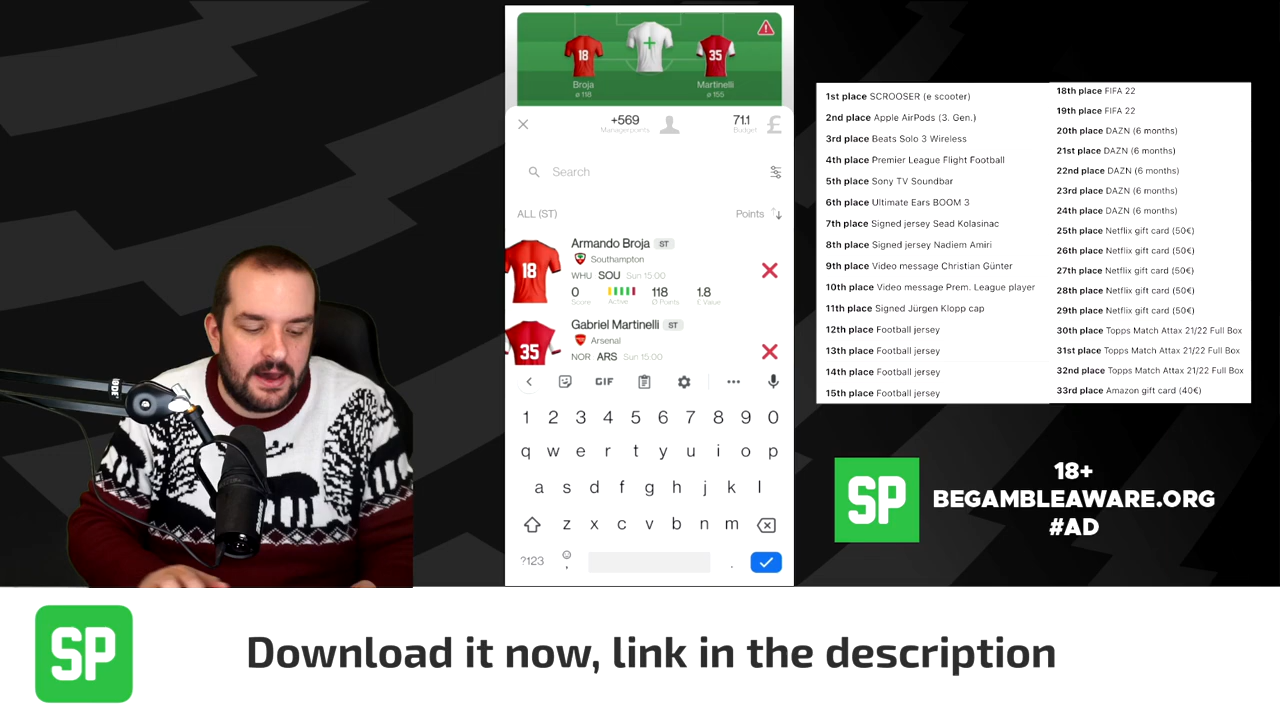 18
35
Broja
ø 118
Martinelli
ø 155
+569
Managerpoints
71.1
Budget
£
Search
ALL (ST)
Points
Armando Broja ST
Southampton
WHU SOU Sun 15:00
0 118 1.8
Score Active Ø Points £ Value
18
Gabriel Martinelli ST
Arsenal
NOR ARS Sun 15:00
35
GIF
1 2 3 4 5 6 7 8 9 0
q w e r t y u i o p
a s d f g h j k l
z x c v b n m
?123 , .
1st place SCROOSER (e scooter)
2nd place Apple AirPods (3. Gen.)
3rd place Beats Solo 3 Wireless
4th place Premier League Flight Football
5th place Sony TV Soundbar
6th place Ultimate Ears BOOM 3
7th place Signed jersey Sead Kolasinac
8th place Signed jersey Nadiem Amiri
9th place Video message Christian Günter
10th place Video message Prem. League player
11th place Signed Jürgen Klopp cap
12th place Football jersey
13th place Football jersey
14th place Football jersey
15th place Football jersey
18th place FIFA 22
19th place FIFA 22
20th place DAZN (6 months)
21st place DAZN (6 months)
22nd place DAZN (6 months)
23rd place DAZN (6 months)
24th place DAZN (6 months)
25th place Netflix gift card (50€)
26th place Netflix gift card (50€)
27th place Netflix gift card (50€)
28th place Netflix gift card (50€)
29th place Netflix gift card (50€)
30th place Topps Match Attax 21/22 Full Box
31st place Topps Match Attax 21/22 Full Box
32nd place Topps Match Attax 21/22 Full Box
33rd place Amazon gift card (40€)
SP
18+
BEGAMBLEAWARE.ORG
#AD
SP
Download it now, link in the description